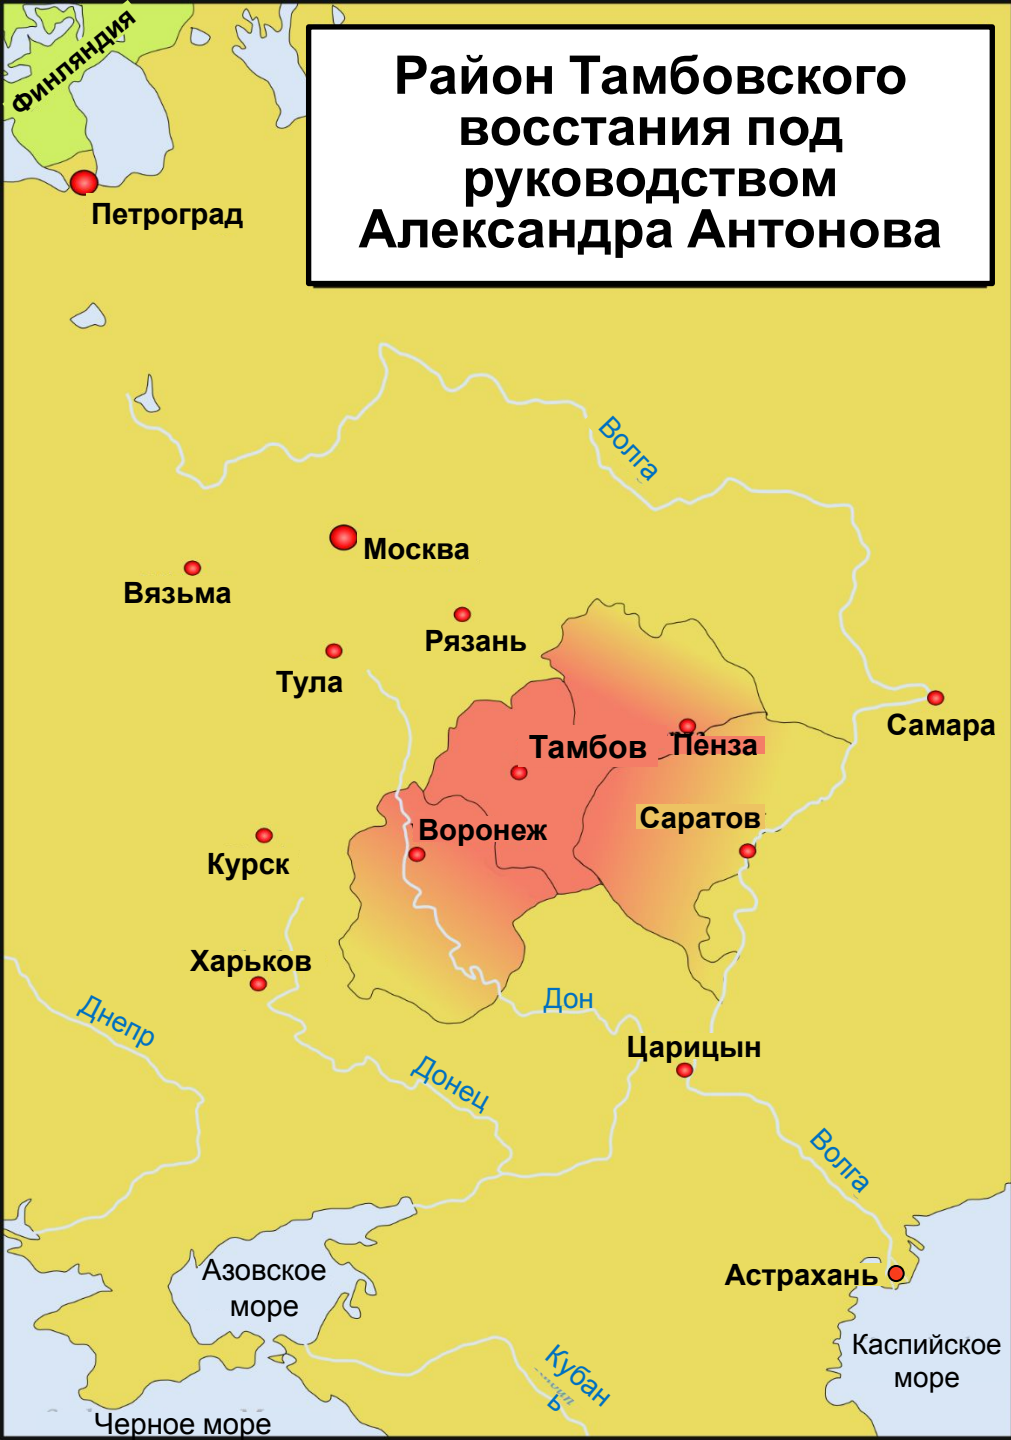 Финляндия
Район Тамбовского
восстания под
руководством
Александра Антонова
Петроград
Волга
Москва
Вязьма
Рязань
Тула
Самара
Тамбов
Пенза
Саратов
Воронеж
Курск
Харьков
Дон
Днепр
Царицын
Донец
Волга
Азовское
море
Астрахань
Каспийское
море
Кубан
ь
Черное море